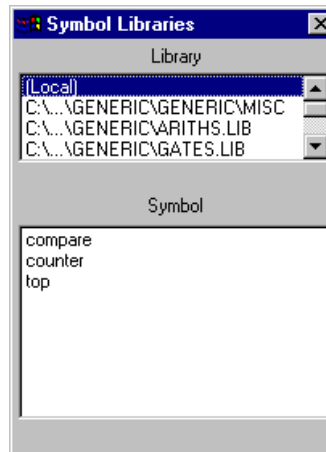 Symbol Libraries
Library
(Local)
C:\...\GENERIC\GENERIC\MISC
C:\...\GENERIC\ARITHS.LIB
C:\...\GENERIC\GATES.LIB
Symbol
compare
counter
top